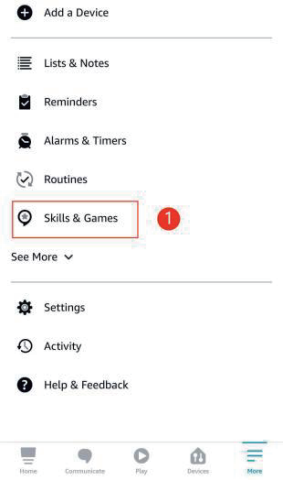 Add a Device
Lists & Notes
Reminders
Alarms & Timers
Routines
Skills & Games 1
See More
Settings
Activity
Help & Feedback
Home Communicate Play Devices More